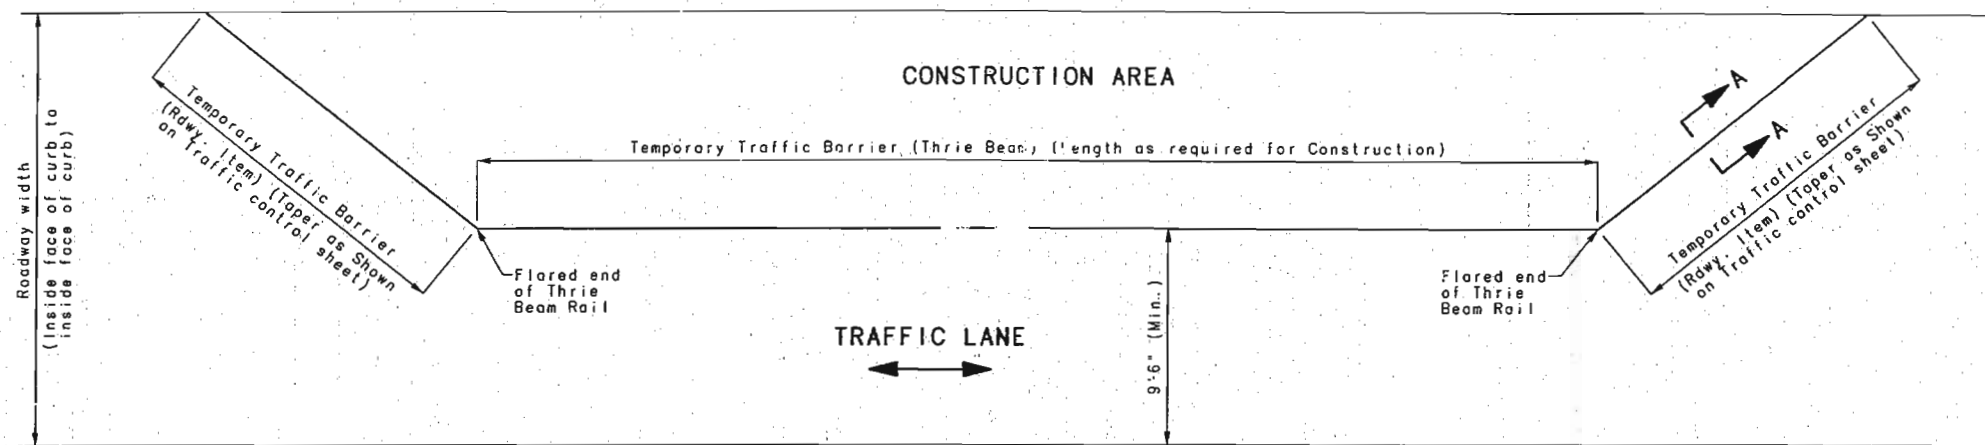 CONSTRUCTION AREA
Temporary Traffic Barrier (Thrie Beam) (Length as required for Construction)
Roadway width
(Inside face of curb to
inside face of curb)
Temporary Traffic Barrier
(Rdwy. Item) (Taper as Shown
on Traffic control sheet)
Flared end
of Thrie
Beam Rail
TRAFFIC LANE
9'6" (Min.)
Flared end
of Thrie
Beam Rail
A
A
Temporary Traffic Barrier
(Rdwy. Item) (Taper as Shown
on Traffic control sheet)